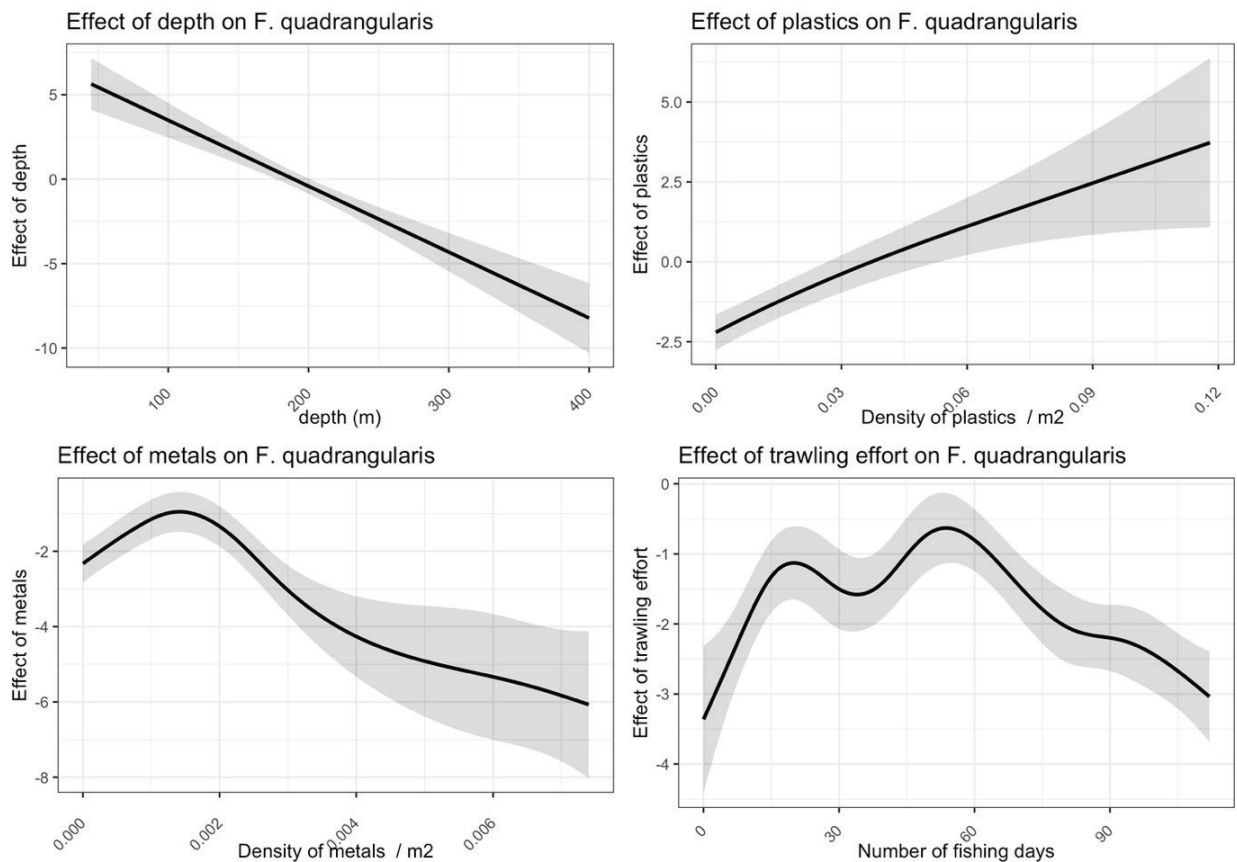 Effect of depth on F. quadrangularis
Effect of depth
5
0
-5
-10
100
200
300
400
depth (m)
Effect of plastics on F. quadrangularis
Effect of plastics
5.0
2.5
0.0
-2.5
0.00
0.03
0.06
0.09
0.12
Density of plastics / m2
Effect of metals on F. quadrangularis
Effect of metals
-2
-4
-6
-8
0.000
0.002
0.004
0.006
Density of metals / m2
Effect of trawling effort on F. quadrangularis
Effect of trawling effort
0
-1
-2
-3
-4
0
30
60
90
Number of fishing days